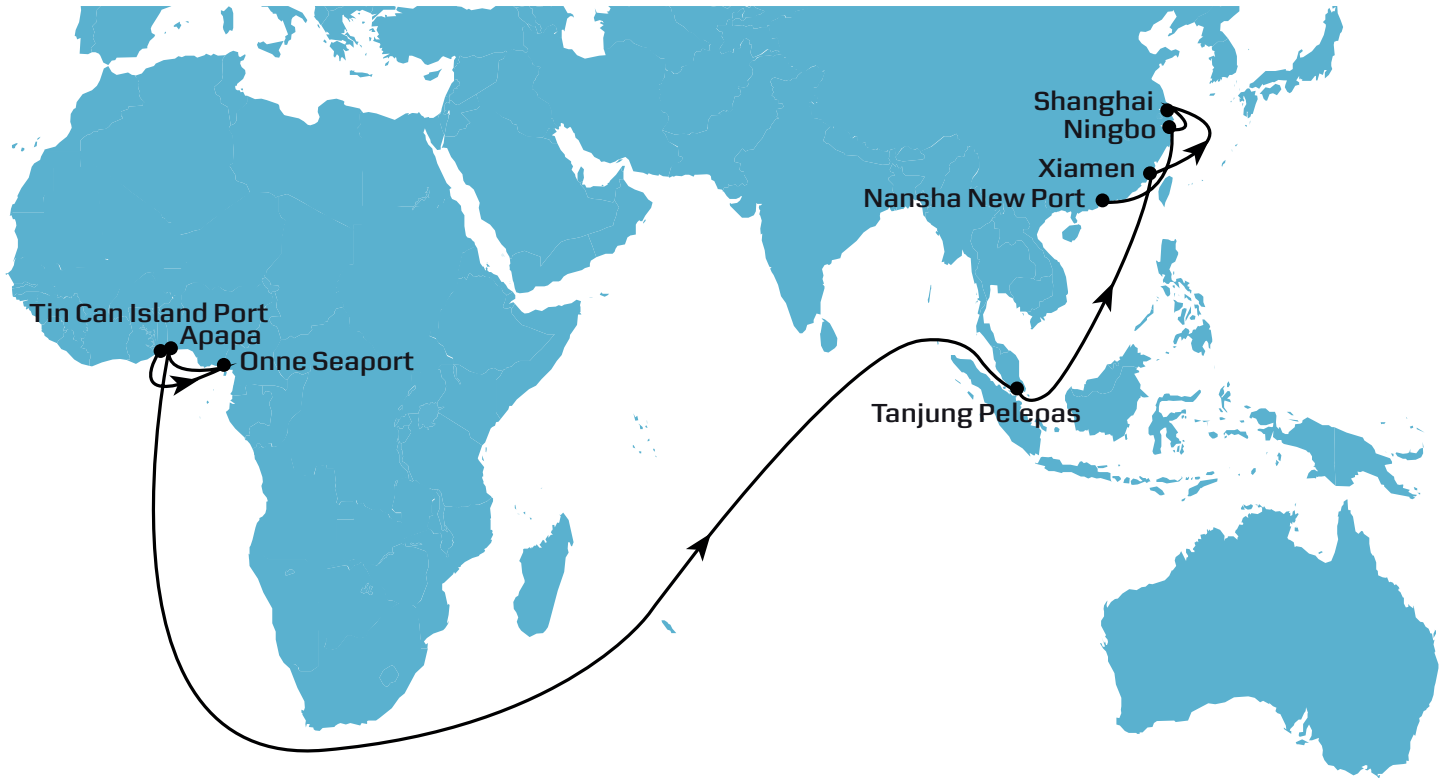 Shanghai
Ningbo
Xiamen
Nansha New Port
Tin Can Island Port
Apapa
Onne Seaport
Tanjung Pelepas